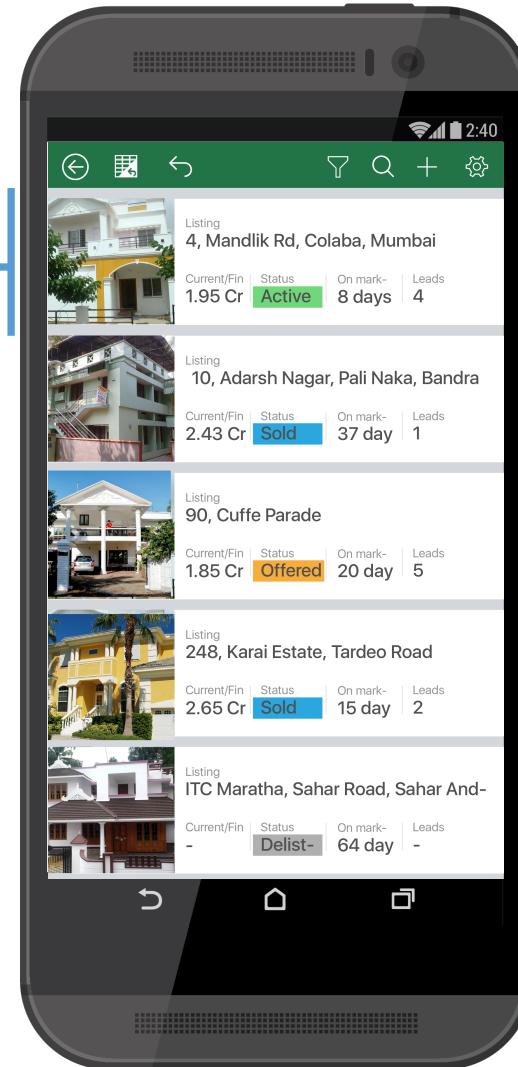 2:40
Listing
4, Mandlik Rd, Colaba, Mumbai
Current/Fin Status On mark- Leads
1.95 Cr Active 8 days 4
Listing
10, Adarsh Nagar, Pali Naka, Bandra
Current/Fin Status On mark- Leads
2.43 Cr Sold 37 day 1
Listing
90, Cuffe Parade
Current/Fin Status On mark- Leads
1.85 Cr Offered 20 day 5
Listing
248, Karai Estate, Tardeo Road
Current/Fin Status On mark- Leads
2.65 Cr Sold 15 day 2
Listing
ITC Maratha, Sahar Road, Sahar And-
Current/Fin Status On mark- Leads
- Delist- 64 day -